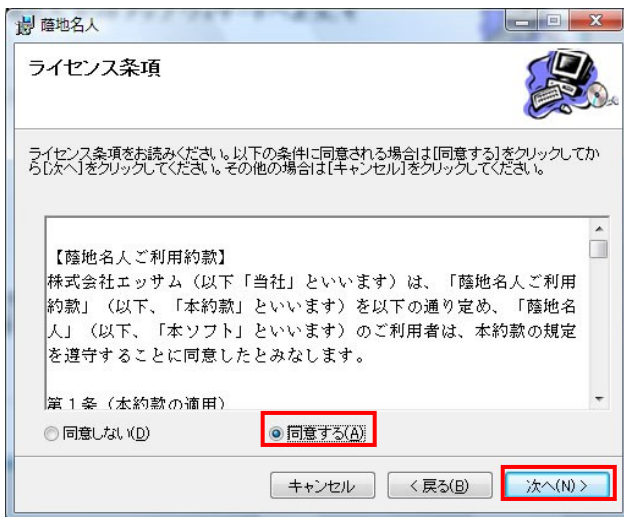 蔭地名人
ライセンス条項
ライセンス条項をお読みください。以下の条件に同意される場合は[同意する]をクリックしてか
ら[次へ]をクリックしてください。その他の場合は[キャンセル]をクリックしてください。
【蔭地名人ご利用約款】
株式会社エッサム（以下「当社」といいます）は、「蔭地名人ご利用
約款」（以下、「本約款」といいます）を以下の通り定め、「蔭地名
人」（以下、「本ソフト」といいます）のご利用者は、本約款の規定
を遵守することに同意したとみなします。
第１条（本約款の適用）
同意しない(D)
同意する(A)
キャンセル
< 戻る(B)
次へ(N) >